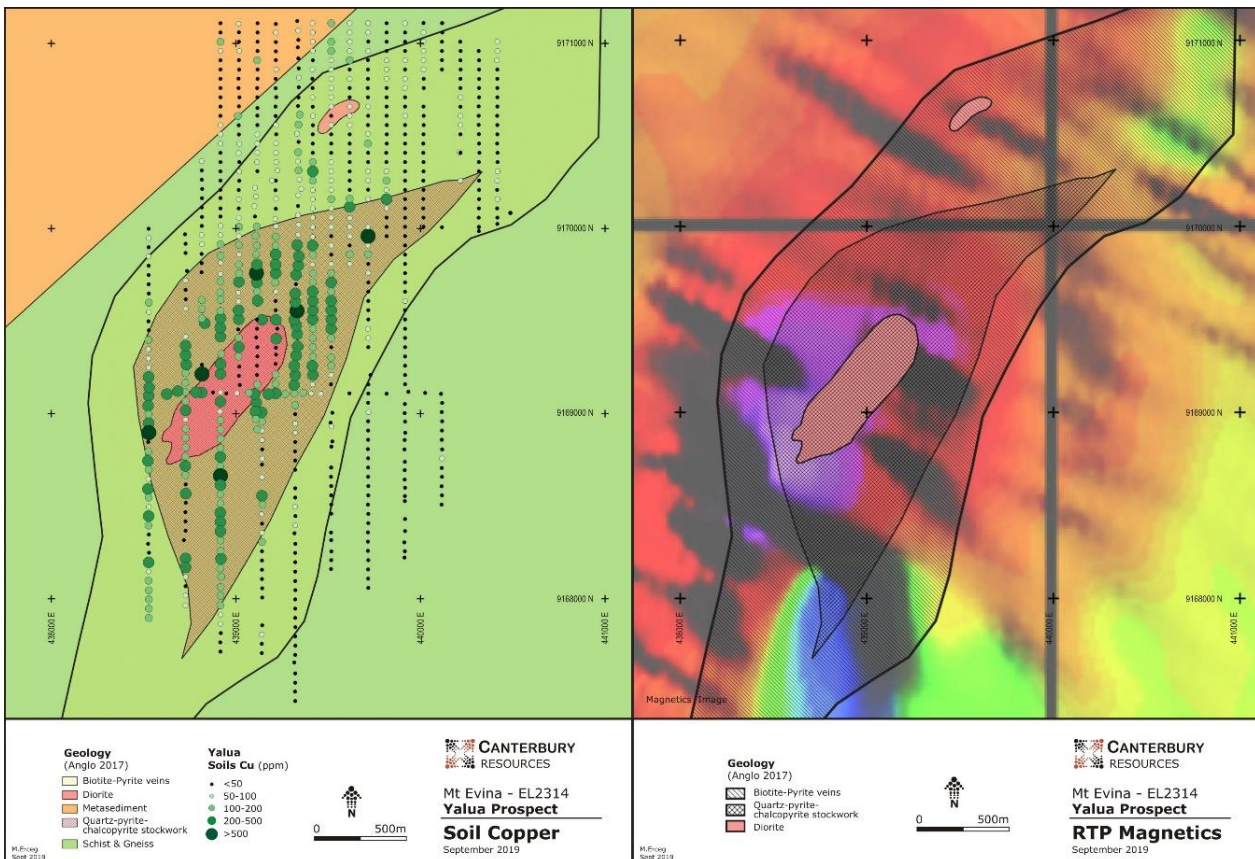 9171000 N
9170000 N
9169000 N
9168000 N
438000 E
439000 E
440000 E
441000 E
Geology
(Anglo 2017)
Biotite-Pyrite veins
Diorite
Metasediment
Quartz-pyrite-
chalcopyrite stockwork
Schist & Gneiss
M.Erceg
Sept 2019
Yalua
Soils Cu (ppm)
<50
50-100
100-200
200-500
>500
N
0 500m
CANTERBURY
RESOURCES
Mt Evina - EL2314
Yalua Prospect
Soil Copper
September 2019
9171000 N
9170000 N
9169000 N
9168000 N
438000 E
439000 E
440000 E
441000 E
Magnetics Image
Geology
(Anglo 2017)
Biotite-Pyrite veins
Quartz-pyrite-
chalcopyrite stockwork
Diorite
M.Erceg
Sept 2019
N
0 500m
CANTERBURY
RESOURCES
Mt Evina - EL2314
Yalua Prospect
RTP Magnetics
September 2019